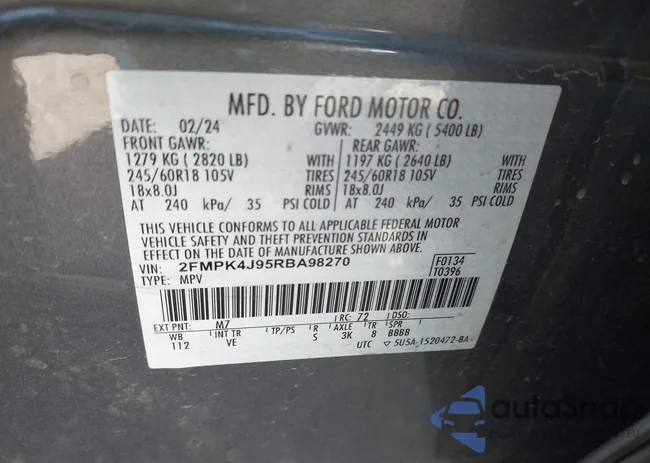 MFD. BY FORD MOTOR CO.
DATE: 02/24 GVWR: 2449 KG ( 5400 LB)
FRONT GAWR: REAR GAWR:
1279 KG ( 2820 LB) WITH 1197 KG ( 2640 LB) WITH
245/60R18 105V TIRES 245/60R18 105V TIRES
18x8.0J RIMS 18x8.0J RIMS
AT 240 kPa/ 35 PSI COLD AT 240 kPa/ 35 PSI COLD
THIS VEHICLE CONFORMS TO ALL APPLICABLE FEDERAL MOTOR
VEHICLE SAFETY AND THEFT PREVENTION STANDARDS IN
EFFECT ON THE DATE OF MANUFACTURE SHOWN ABOVE.
VIN: 2FMPK4J95RBA98270 F0134
TYPE: MPV T0396
EXT PNT: M7 RC: 72 DSO:
WB INT TR TP/PS R AXLE TR SPR
112 VE S 3K 8 BBBB
UTC ▽ 5U5A-1520472-BA
autoSnap